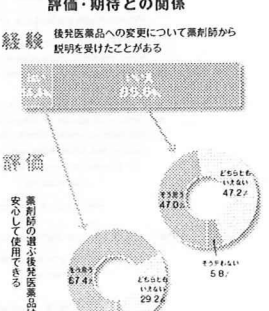 評価・期待との関係
経験
後発医薬品への変更について薬剤師から
説明を受けたことがある
はい
いいえ
評価
薬剤師の選ぶ後発医薬品は
安心して使用できる
どちらとも
いえない
47.2%
そう思う
47.0%
そう思わない
5.8%
そう思う
67.4%
どちらとも
いえない
29.2%